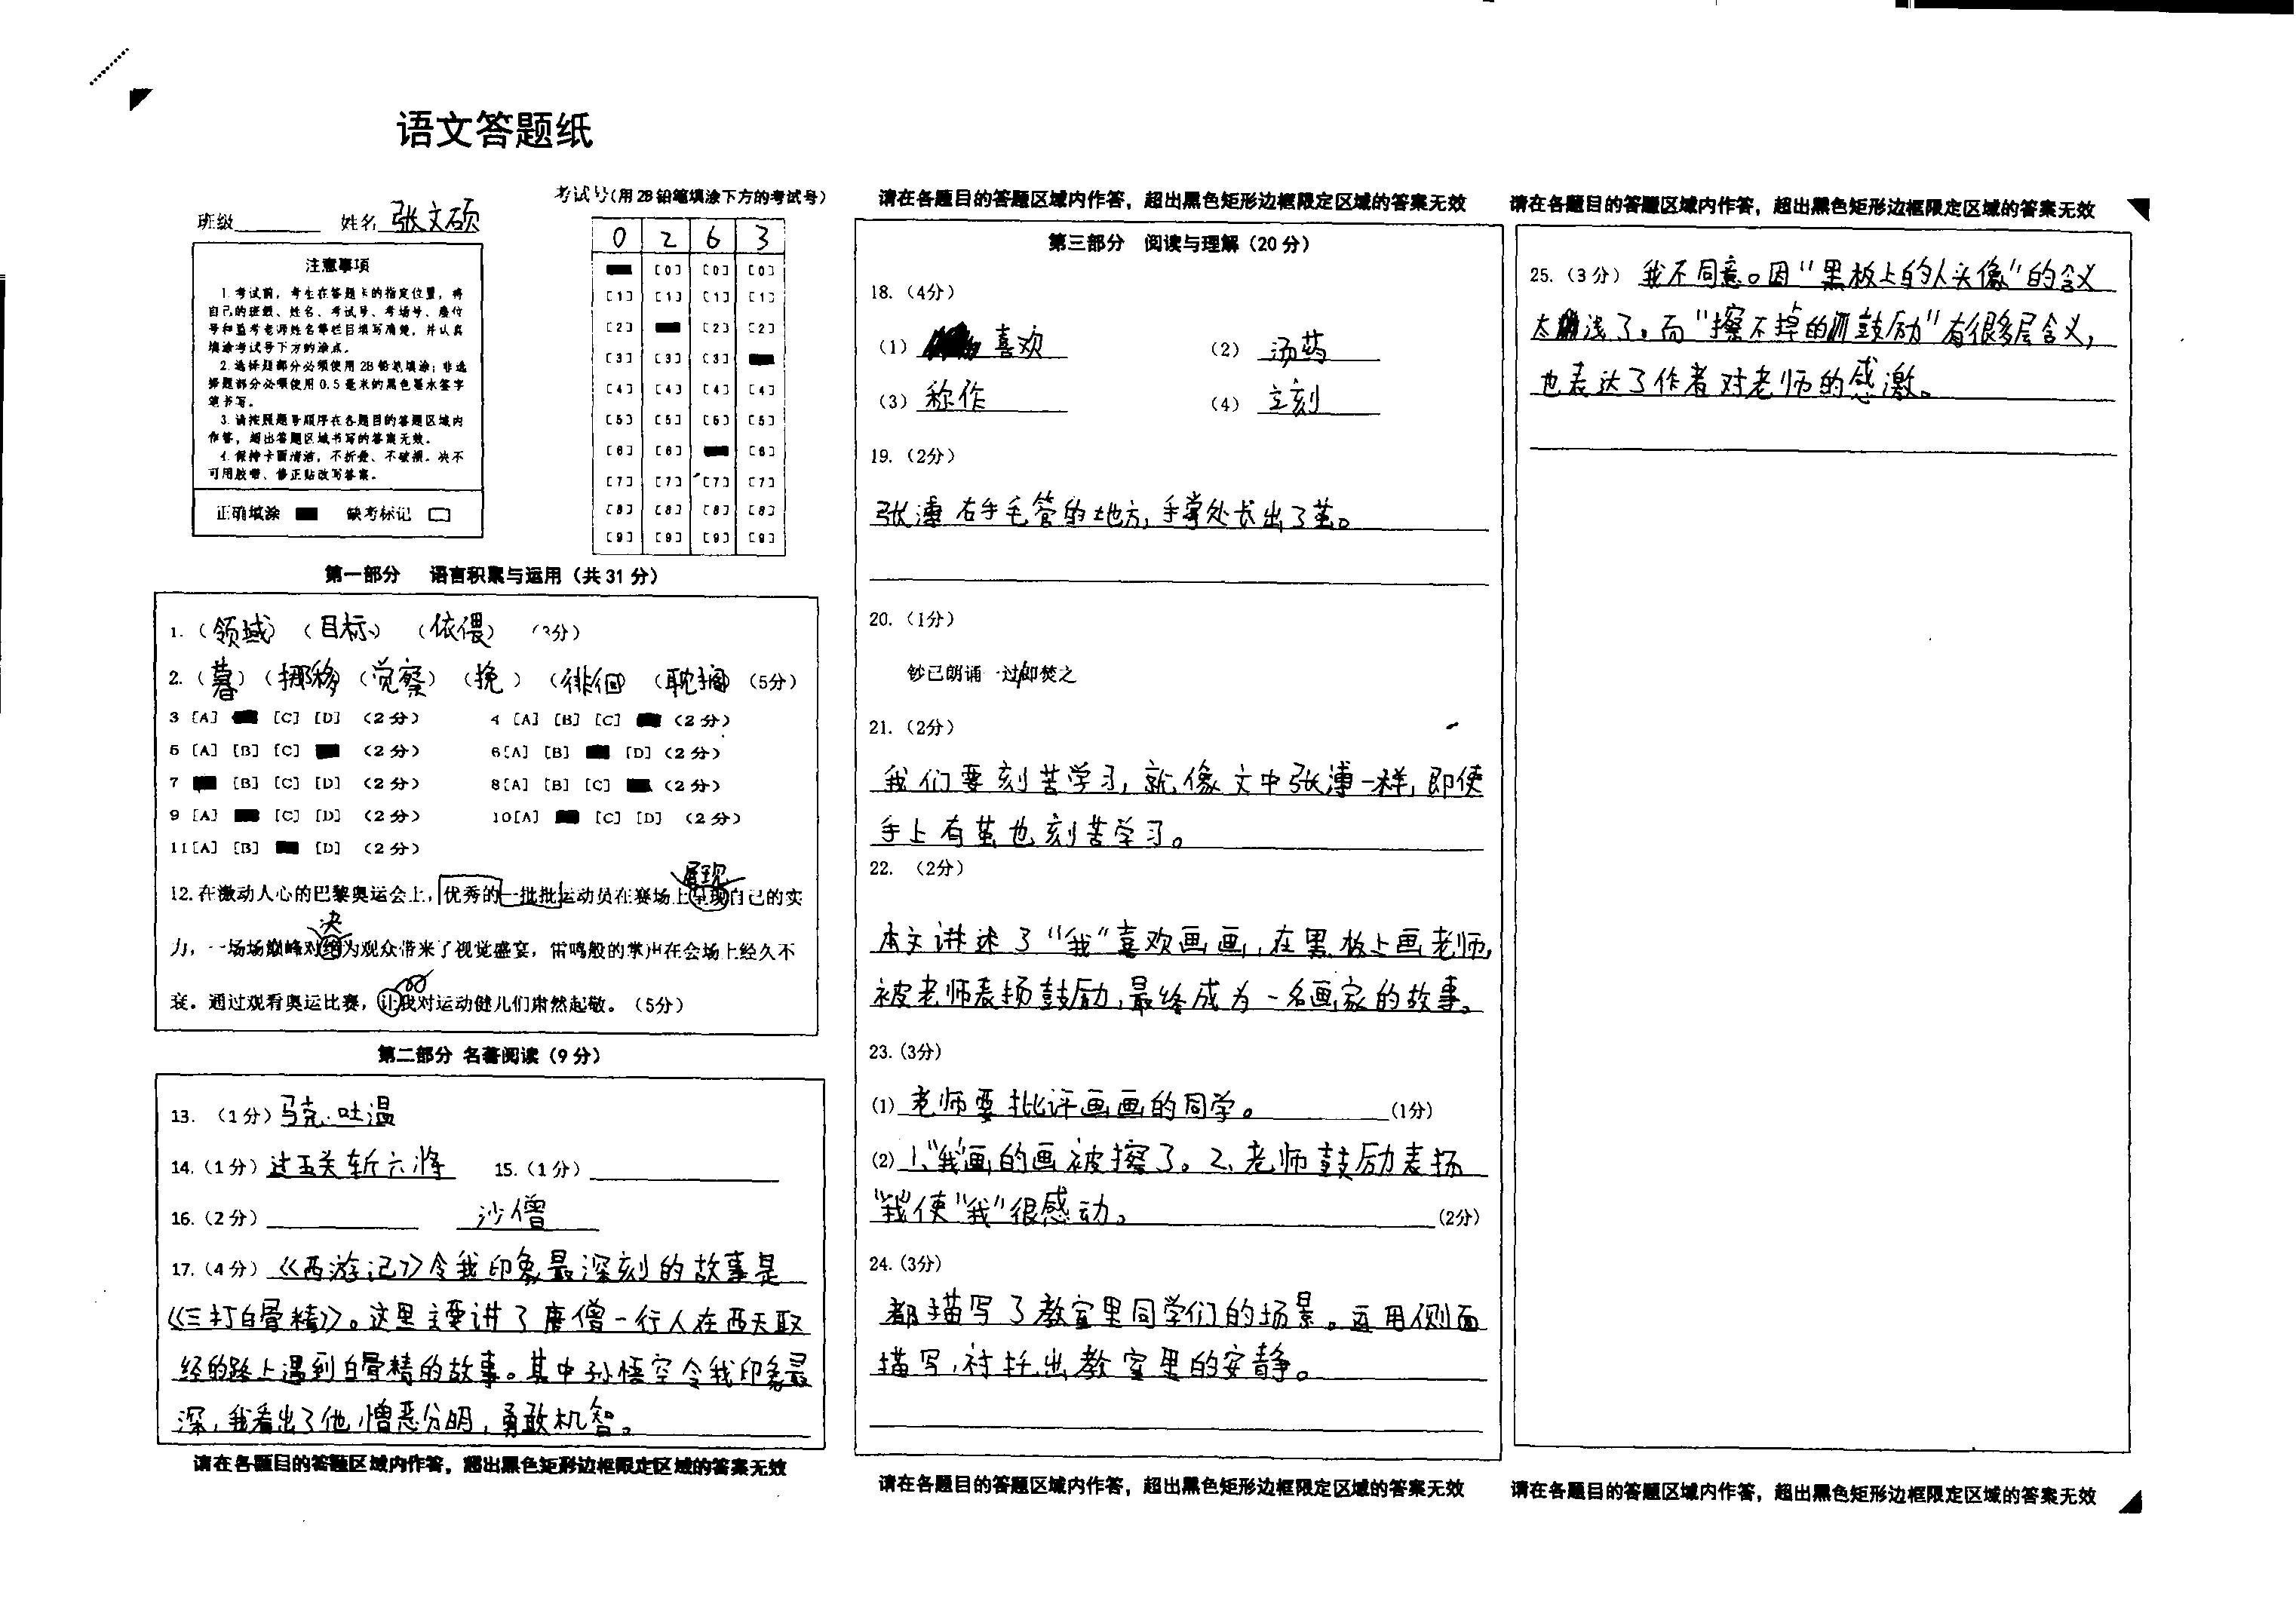 语文答题纸
班级 姓名 张文硕
考试号(用2B铅笔填涂下方的考试号)
0 2 6 3
注意事项
1.考试前，考生在答题卡的指定位置，将
自己的班级、姓名、考试号、考场号、座位
号和监考老师姓名等栏目填写清楚，并认真
填涂考试号下方的涂点。
2.选择题部分必须使用2B铅笔填涂；非选
择题部分必须使用0.5毫米的黑色墨水签字
笔书写。
3.请按照题号顺序在各题目的答题区域内
作答，超出答题区域书写的答案无效。
4.保持卡面清洁，不折叠、不破损。决不
可用胶带、修正贴改写答案。
正确填涂 缺考标记
[0] [0] [0]
[1] [1] [1] [1]
[2] [2] [2]
[3] [3] [3]
[4] [4] [4] [4]
[5] [5] [5] [5]
[6] [6] [6]
[7] [7] [7] [7]
[8] [8] [8] [8]
[9] [9] [9] [9]
第一部分 语言积累与运用（共31分）
1.（领域）（目标）（依偎）（3分）
2.（暮）（挪移）（觉察）（挽）（徘徊）（耽搁）（5分）
3 [A] [C] [D] （2分） 4 [A] [B] [C] （2分）
5 [A] [B] [C] （2分） 6[A] [B] [D]（2分）
7 [B] [C] [D] （2分） 8[A] [B] [C] （2分）
9 [A] [C] [D] （2分） 10[A] [C] [D] （2分）
11[A] [B] [D] （2分）
展现
12.在激动人心的巴黎奥运会上，优秀的一批批运动员在赛场上呈现自己的实
决
力，一场场巅峰对绝为观众带来了视觉盛宴，雷鸣般的掌声在会场上经久不
衰。通过观看奥运比赛，让我对运动健儿们肃然起敬。（5分）
第二部分 名著阅读（9分）
13.（1分）马克·吐温
14.（1分）过五关斩六将 15.（1分）
16.（2分） 沙僧
17.（4分）《西游记》令我印象最深刻的故事是
《三打白骨精》。这里主要讲了唐僧一行人在西天取
经的路上遇到白骨精的故事。其中孙悟空令我印象最
深，我看出了他憎恶分明，勇敢机智。
请在各题目的答题区域内作答，超出黑色矩形边框限定区域的答案无效
请在各题目的答题区域内作答，超出黑色矩形边框限定区域的答案无效
第三部分 阅读与理解（20分）
18.（4分）
（1）喜欢 （2）汤药
（3）称作 （4）立刻
19.（2分）
张溥右手毛管的地方，手掌处长出了茧。
20.（1分）
钞已朗诵一过/即焚之
21.（2分）
我们要刻苦学习，就像文中张溥一样，即使
手上有茧也刻苦学习。
22.（2分）
本文讲述了“我”喜欢画画，在黑板上画老师，
被老师表扬鼓励，最终成为一名画家的故事。
23.(3分)
(1)老师要批评画画的同学。(1分)
(2)1、“我”画的画被擦了。2、老师鼓励表扬
“我”使“我”很感动。(2分)
24.(3分)
都描写了教室里同学们的场景。运用侧面
描写，衬托出教室里的安静。
请在各题目的答题区域内作答，超出黑色矩形边框限定区域的答案无效
请在各题目的答题区域内作答，超出黑色矩形边框限定区域的答案无效
25.（3分）我不同意。因“黑板上的人头像”的含义
太浅了。而“擦不掉的鼓励”有很多层含义，
也表达了作者对老师的感激。
请在各题目的答题区域内作答，超出黑色矩形边框限定区域的答案无效